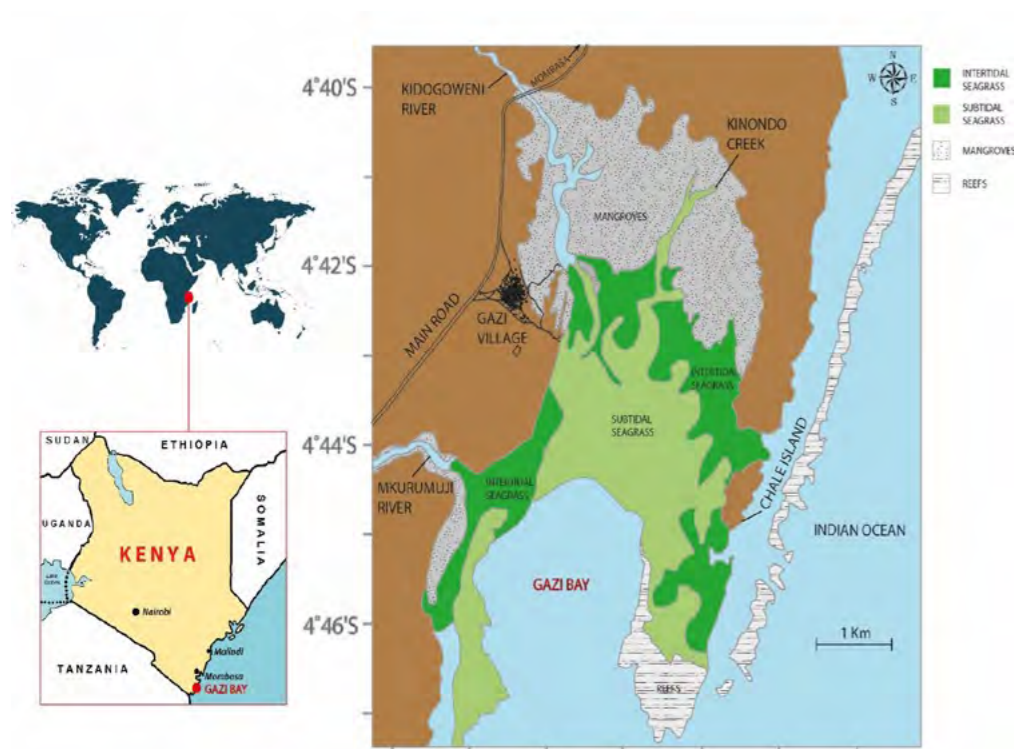 4°40'S
4°42'S
4°44'S
4°46'S
KIDOGOWENI
RIVER
MOMBASA
KINONDO
CREEK
N
W E
S
MANGROVES
MAIN ROAD
GAZI
VILLAGE
INTERTIDAL
SEAGRASS
SUBTIDAL
SEAGRASS
MKURUMUJI
RIVER
INTERTIDAL
SEAGRASS
CHALE ISLAND
INDIAN OCEAN
GAZI BAY
1 Km
REEFS
INTERTIDAL
SEAGRASS
SUBTIDAL
SEAGRASS
MANGROVES
REEFS
SUDAN
ETHIOPIA
UGANDA
SOMALIA
KENYA
Nairobi
Malindi
Mombasa
TANZANIA
GAZI BAY